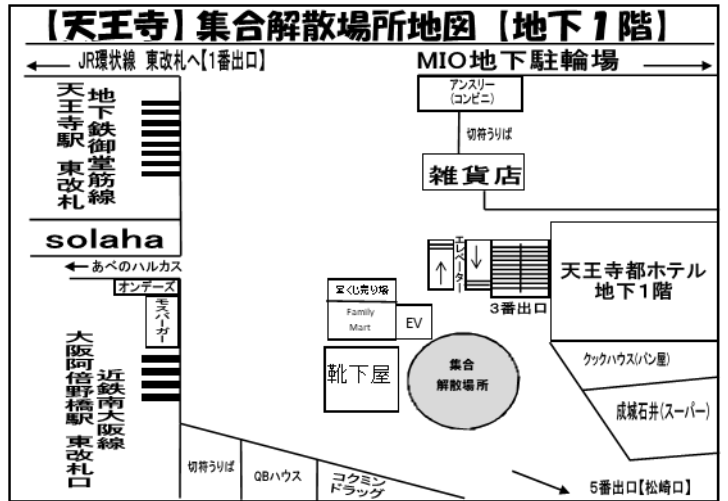 【天王寺】集合解散場所地図【地下1階】
JR環状線 東改札へ【1番出口】
MIO地下駐輪場
アンスリー
(コンビニ)
切符うりば
雑貨店
地下鉄御堂筋線
天王寺駅 東改札
solaha
あべのハルカス
オンデーズ
モスバーガー
近鉄南大阪線
大阪阿倍野橋駅 東改札口
エレベーター
3番出口
天王寺都ホテル
地下1階
宝くじ売り場
Family
Mart
EV
靴下屋
集合
解散場所
クックハウス(パン屋)
成城石井(スーパー)
切符うりば
QBハウス
コクミン
ドラッグ
5番出口【松崎口】